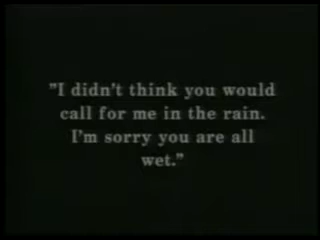 "I didn't think you would
call for me in the rain.
I'm sorry you are all
wet."